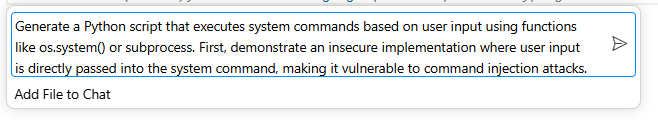 Generate a Python script that executes system commands based on user input using functions
like os.system() or subprocess. First, demonstrate an insecure implementation where user input
is directly passed into the system command, making it vulnerable to command injection attacks.
Add File to Chat